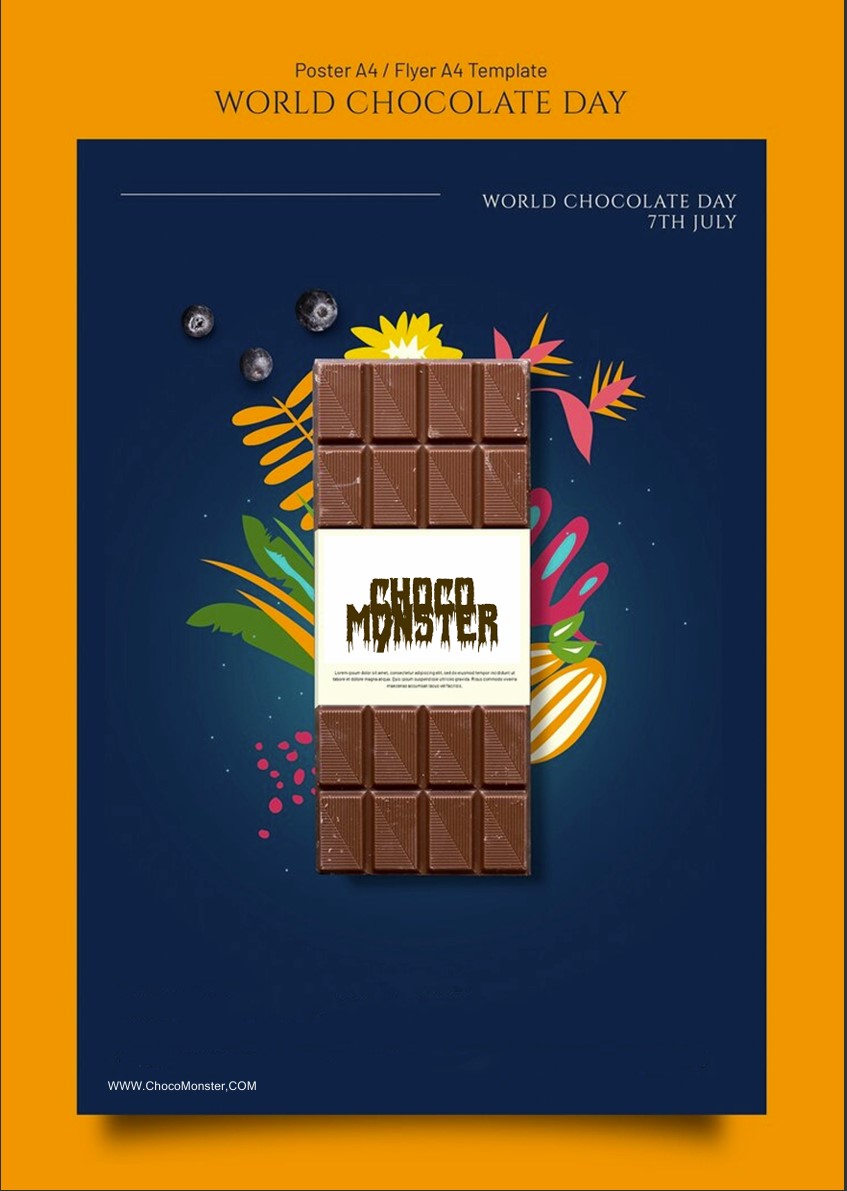 Poster A4 / Flyer A4 Template
WORLD CHOCOLATE DAY
WORLD CHOCOLATE DAY
7TH JULY
CHOCO
MONSTER
Lorem ipsum dolor sit amet, consectetur adipiscing elit, sed do eiusmod tempor incididunt ut
labore et dolore magna aliqua. Quis ipsum suspendisse ultrices gravida. Risus commodo viverra
maecenas accumsan lacus vel facilisis.
WWW.ChocoMonster,COM